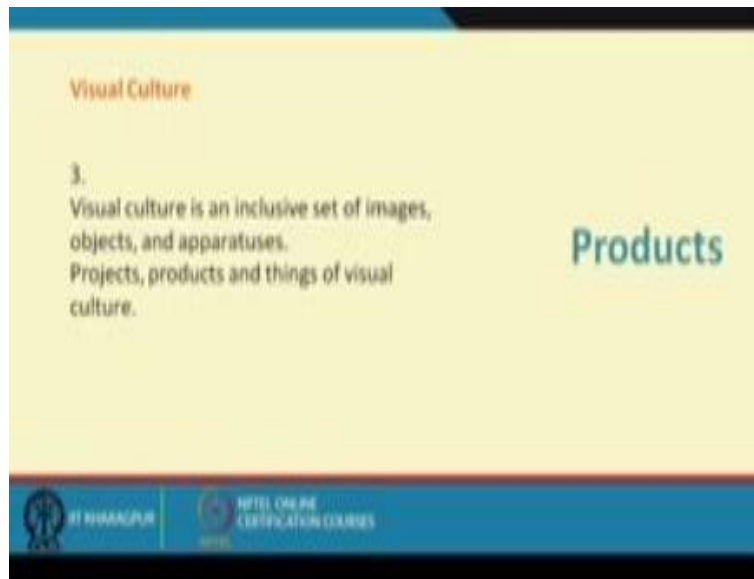 Visual Culture
3.
Visual culture is an inclusive set of images,
objects, and apparatuses.
Projects, products and things of visual
culture.
Products
IIT KHARAGPUR
NPTEL ONLINE
CERTIFICATION COURSES
NPTEL